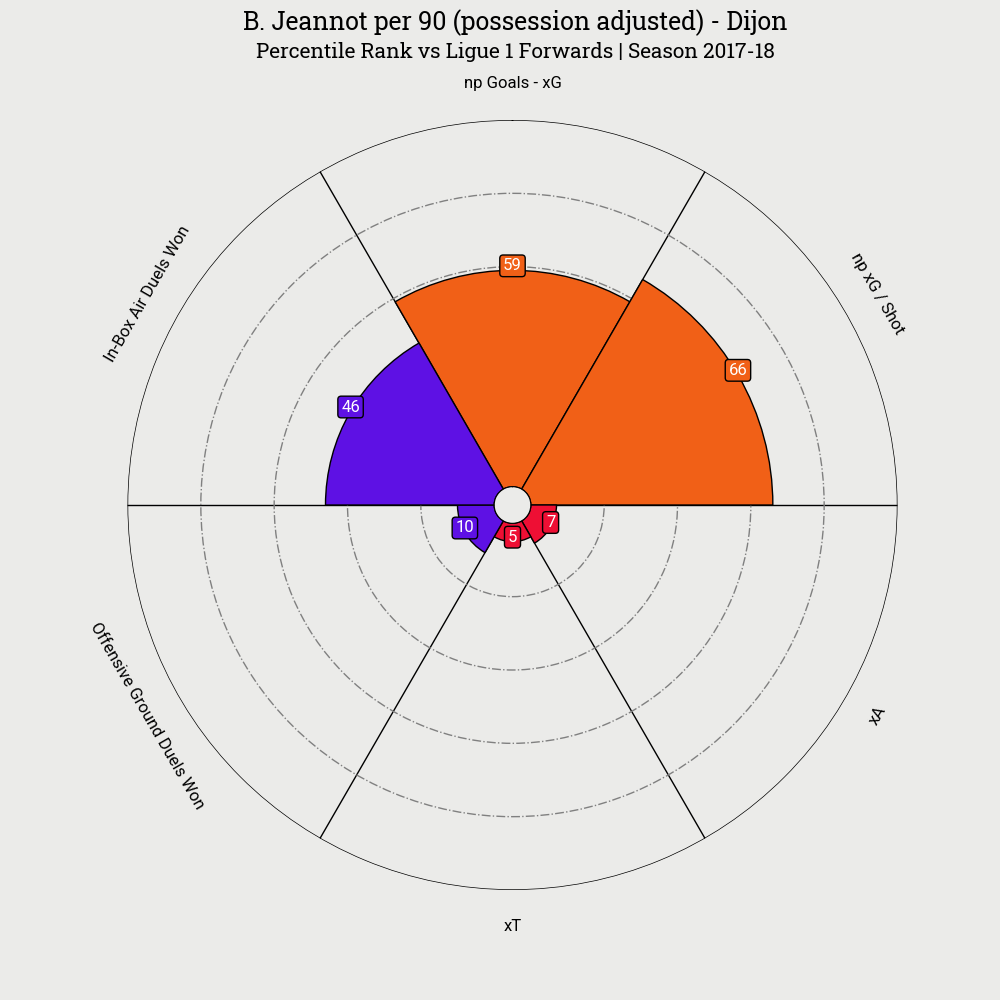 B. Jeannot per 90 (possession adjusted) - Dijon
Percentile Rank vs Ligue 1 Forwards | Season 2017-18
np Goals - xG
In-Box Air Duels Won
np xG / Shot
59
66
46
10
5
7
Offensive Ground Duels Won
xA
xT